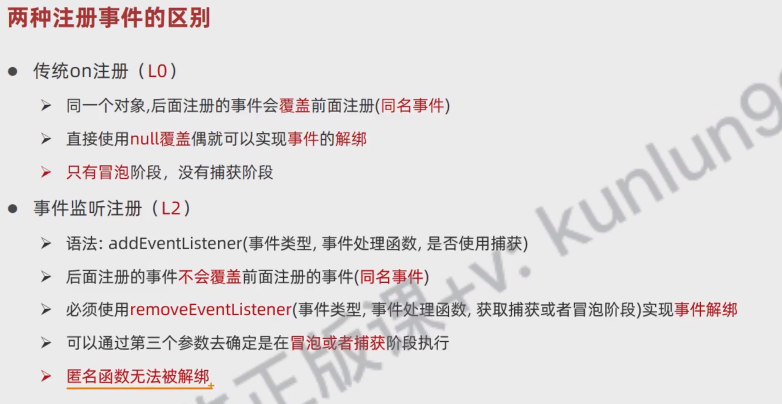 两种注册事件的区别
● 传统on注册（L0）
➤ 同一个对象,后面注册的事件会覆盖前面注册(同名事件)
➤ 直接使用null覆盖偶就可以实现事件的解绑
➤ 只有冒泡阶段，没有捕获阶段
● 事件监听注册（L2）
➤ 语法: addEventListener(事件类型, 事件处理函数, 是否使用捕获)
➤ 后面注册的事件不会覆盖前面注册的事件(同名事件)
➤ 必须使用removeEventListener(事件类型, 事件处理函数, 获取捕获或者冒泡阶段)实现事件解绑
➤ 可以通过第三个参数去确定是在冒泡或者捕获阶段执行
➤ 匿名函数无法被解绑
正版课+v: kunlun9